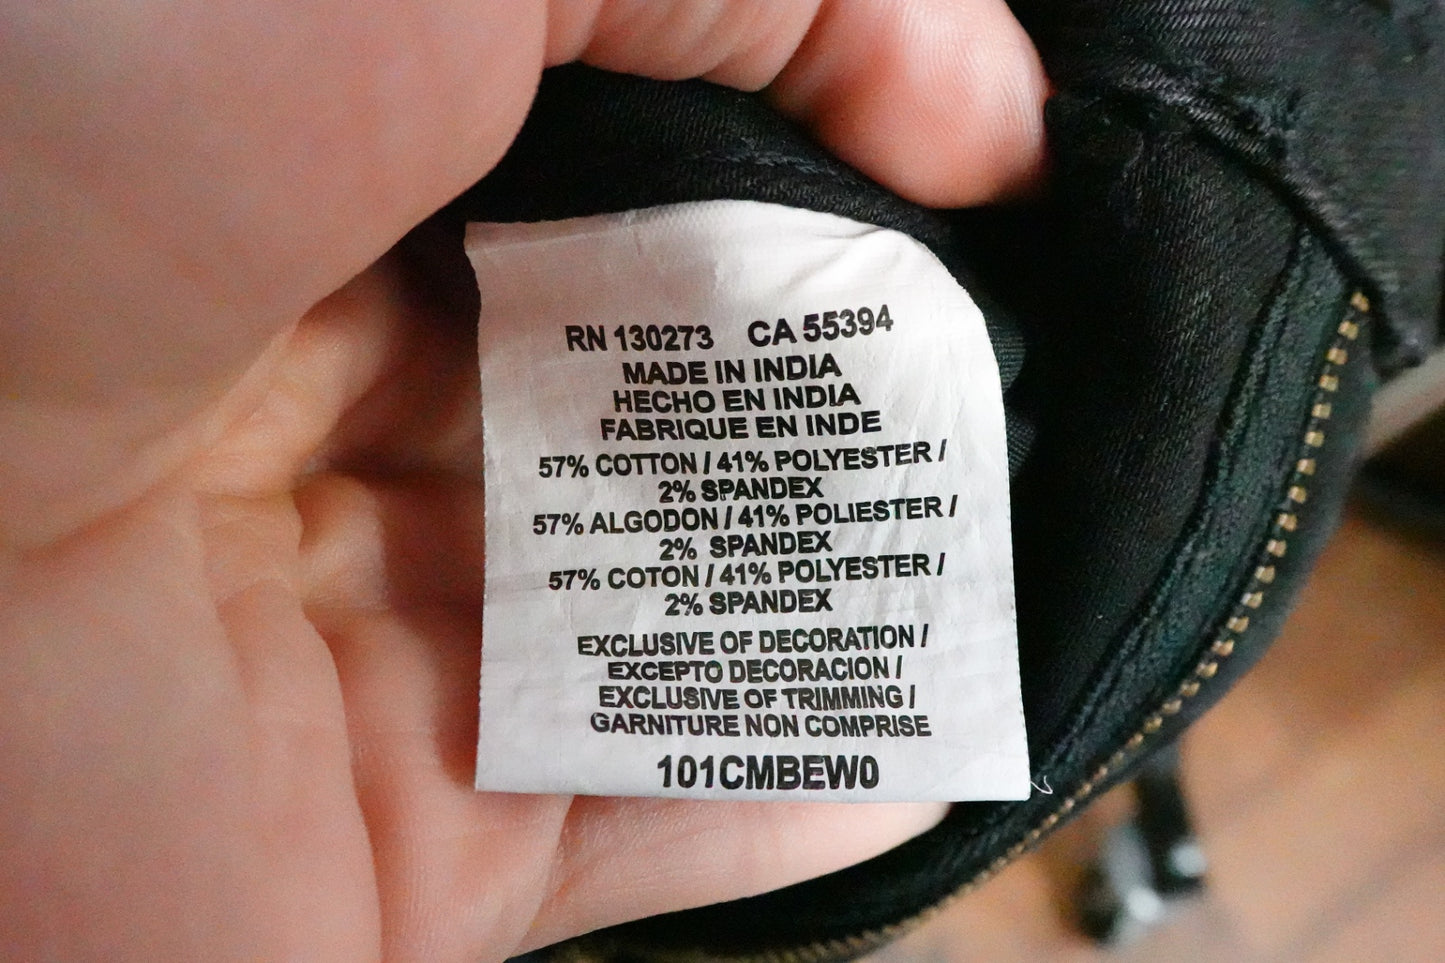 RN 130273 CA 55394
MADE IN INDIA
HECHO EN INDIA
FABRIQUE EN INDE
57% COTTON / 41% POLYESTER /
2% SPANDEX
57% ALGODON / 41% POLIESTER /
2% SPANDEX
57% COTON / 41% POLYESTER /
2% SPANDEX
EXCLUSIVE OF DECORATION /
EXCEPTO DECORACION /
EXCLUSIVE OF TRIMMING /
GARNITURE NON COMPRISE
101CMBEW0